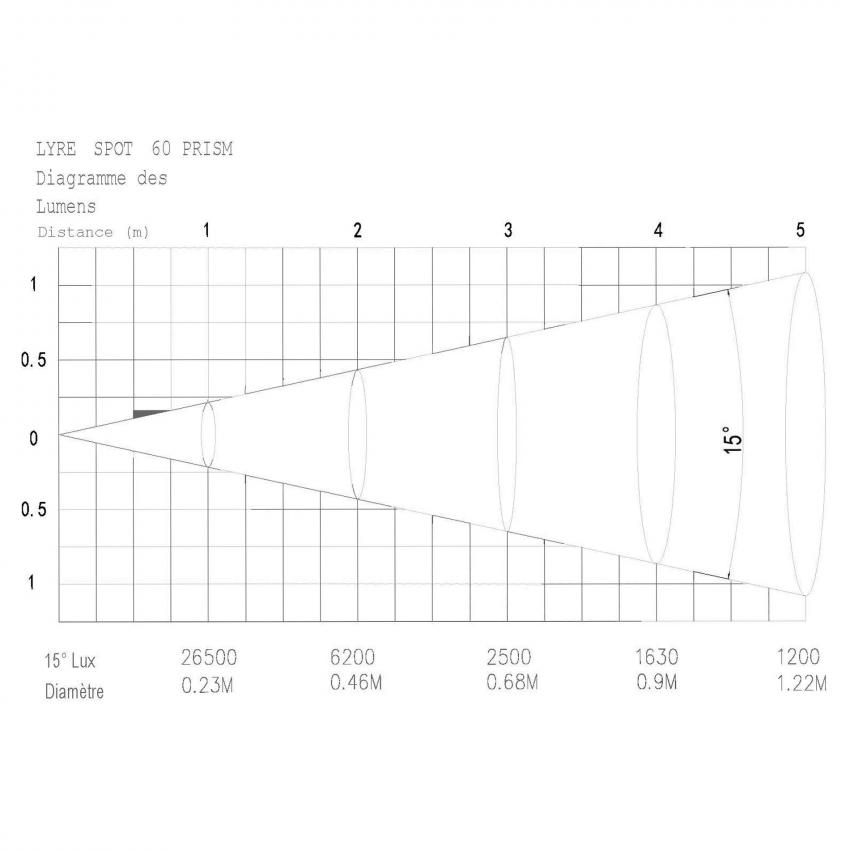 LYRE SPOT 60 PRISM
Diagramme des
Lumens
Distance (m) 1 2 3 4 5
1
0.5
0
0.5
1
15°
15° Lux 26500 6200 2500 1630 1200
Diamètre 0.23M 0.46M 0.68M 0.9M 1.22M